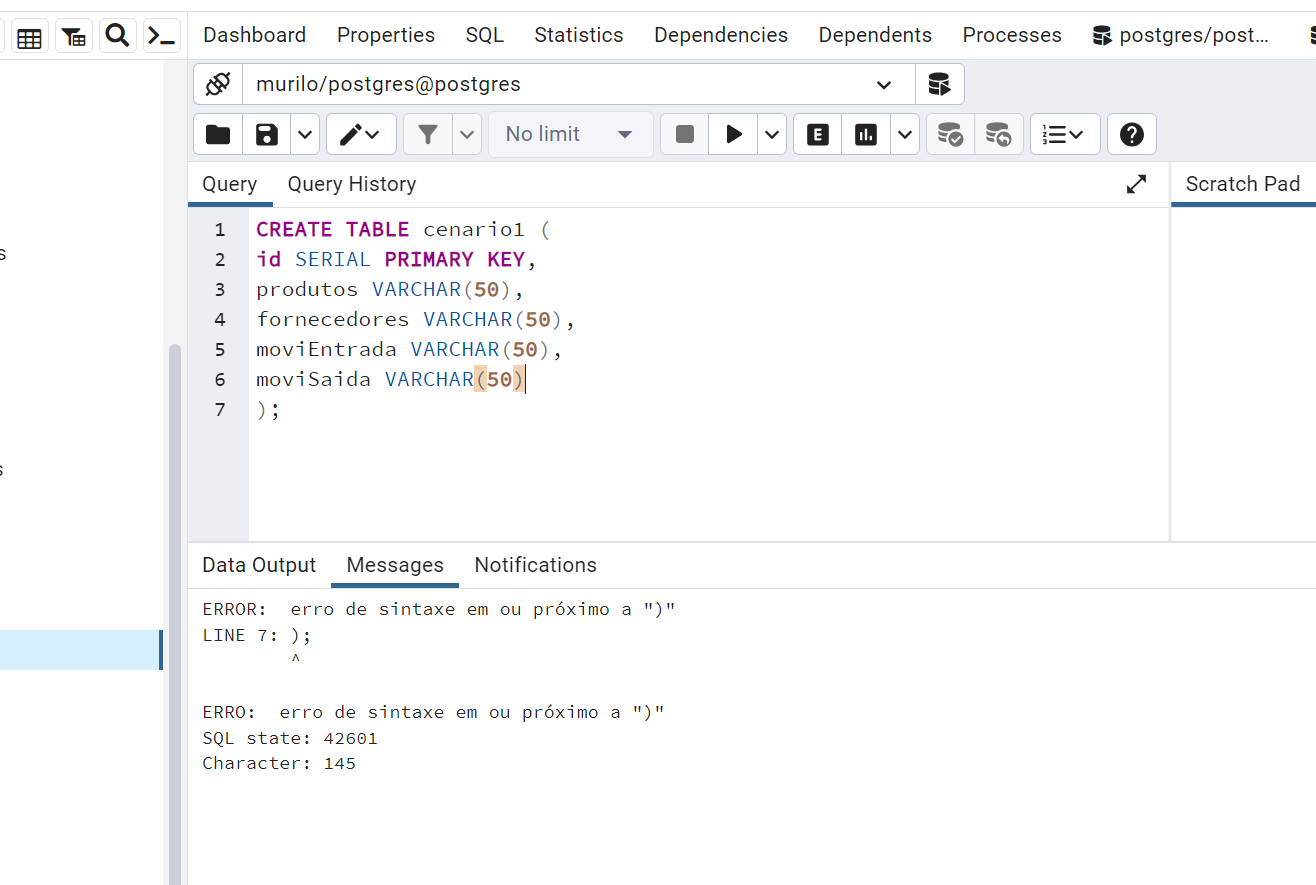 Dashboard Properties SQL Statistics Dependencies Dependents Processes postgres/post...
murilo/postgres@postgres
No limit
E
Query Query History Scratch Pad
1 CREATE TABLE cenario1 (
2 id SERIAL PRIMARY KEY,
3 produtos VARCHAR(50),
4 fornecedores VARCHAR(50),
5 moviEntrada VARCHAR(50),
6 moviSaida VARCHAR(50)
7 );
s
s
Data Output Messages Notifications
ERROR:  erro de sintaxe em ou próximo a ")"
LINE 7: );
^
ERRO:  erro de sintaxe em ou próximo a ")"
SQL state: 42601
Character: 145